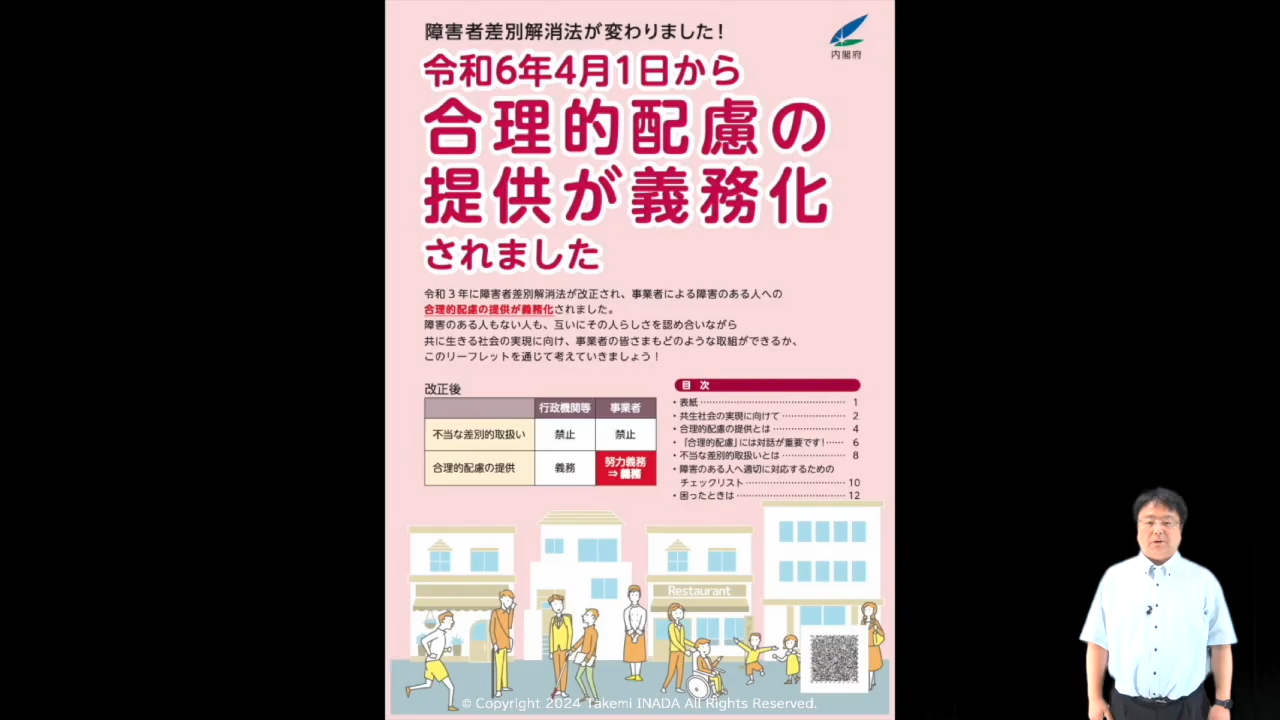 障害者差別解消法が変わりました！
内閣府
令和6年4月1日から
合理的配慮の
提供が義務化
されました
令和3年に障害者差別解消法が改正され、事業者による障害のある人への
合理的配慮の提供が義務化されました。
障害のある人もない人も、互いにその人らしさを認め合いながら
共に生きる社会の実現に向け、事業者の皆さまもどのような取組ができるか、
このリーフレットを通じて考えていきましょう！
改正後
行政機関等 事業者
不当な差別的取扱い 禁止 禁止
合理的配慮の提供 義務 努力義務
⇒ 義務
目 次
・表紙 1
・共生社会の実現に向けて 2
・合理的配慮の提供とは 4
・「合理的配慮」には対話が重要です！ 6
・不当な差別的取扱いとは 8
・障害のある人へ適切に対応するための
チェックリスト 10
・困ったときは 12
Restaurant
© Copyright 2024 Takemi INADA All Rights Reserved.